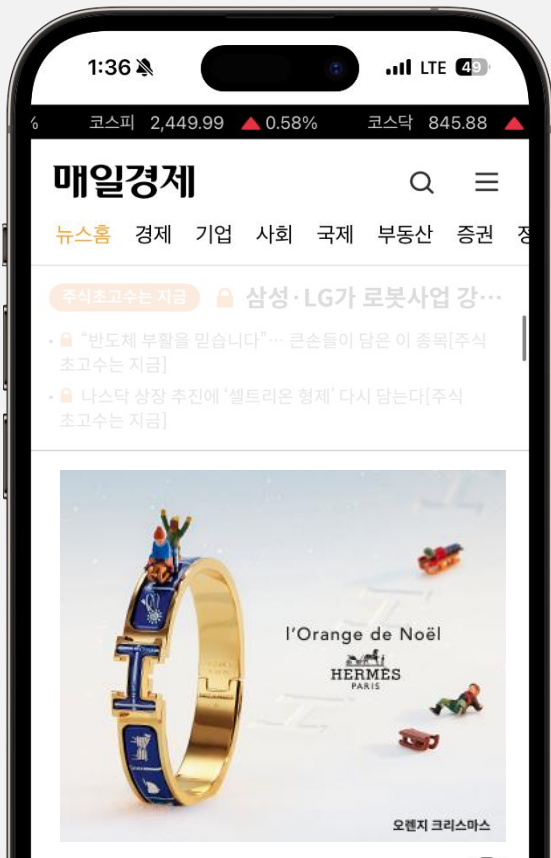 1:36 LTE 49
% 코스피 2,449.99 ▲ 0.58% 코스닥 845.88 ▲
매일경제
뉴스홈 경제 기업 사회 국제 부동산 증권
주식초고수는 지금 삼성·LG가 로봇사업 강…
• “반도체 부활을 믿습니다”… 큰손들이 담은 이 종목[주식
초고수는 지금]
• 나스닥 상장 추진에 ‘셀트리온 형제’ 다시 담는다[주식
초고수는 지금]
l'Orange de Noël
HERMÈS
PARIS
오렌지 크리스마스